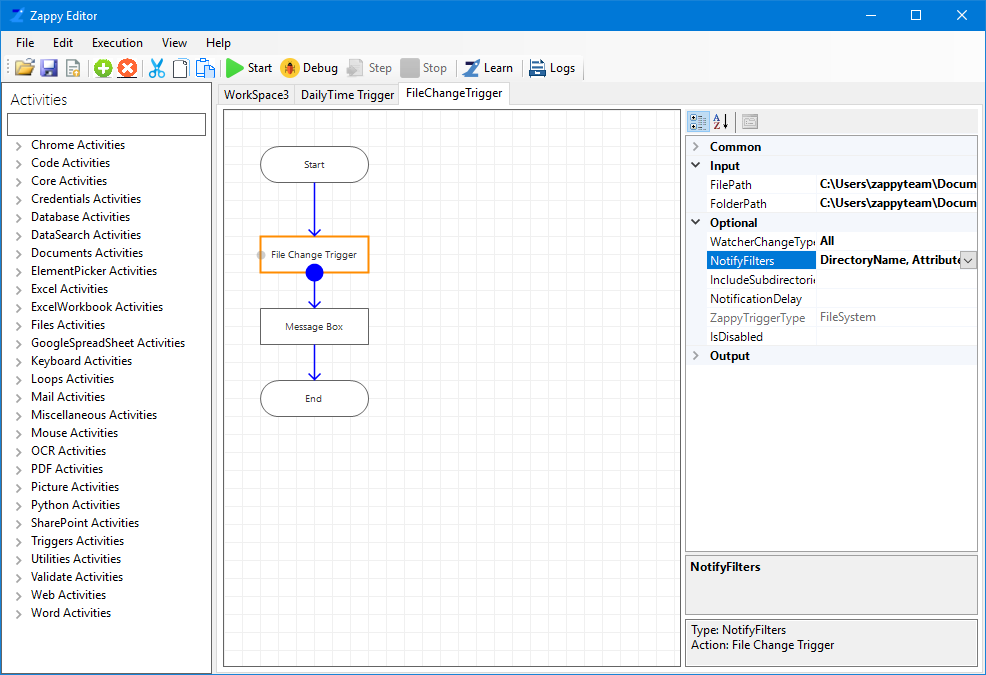 Zappy Editor
File Edit Execution View Help
Start Debug Step Stop Learn Logs
Activities
WorkSpace3 DailyTime Trigger FileChangeTrigger
Chrome Activities
Code Activities
Core Activities
Credentials Activities
Database Activities
DataSearch Activities
Documents Activities
ElementPicker Activities
Excel Activities
ExcelWorkbook Activities
Files Activities
GoogleSpreadSheet Activities
Keyboard Activities
Loops Activities
Mail Activities
Miscellaneous Activities
Mouse Activities
OCR Activities
PDF Activities
Picture Activities
Python Activities
SharePoint Activities
Triggers Activities
Utilities Activities
Validate Activities
Web Activities
Word Activities
Start
File Change Trigger
Message Box
End
Common
Input
FilePath C:\Users\zappyteam\Docum
FolderPath C:\Users\zappyteam\Docum
Optional
WatcherChangeType All
NotifyFilters DirectoryName, Attribute
IncludeSubdirectorie
NotificationDelay
ZappyTriggerType FileSystem
IsDisabled
Output
NotifyFilters
Type: NotifyFilters
Action: File Change Trigger